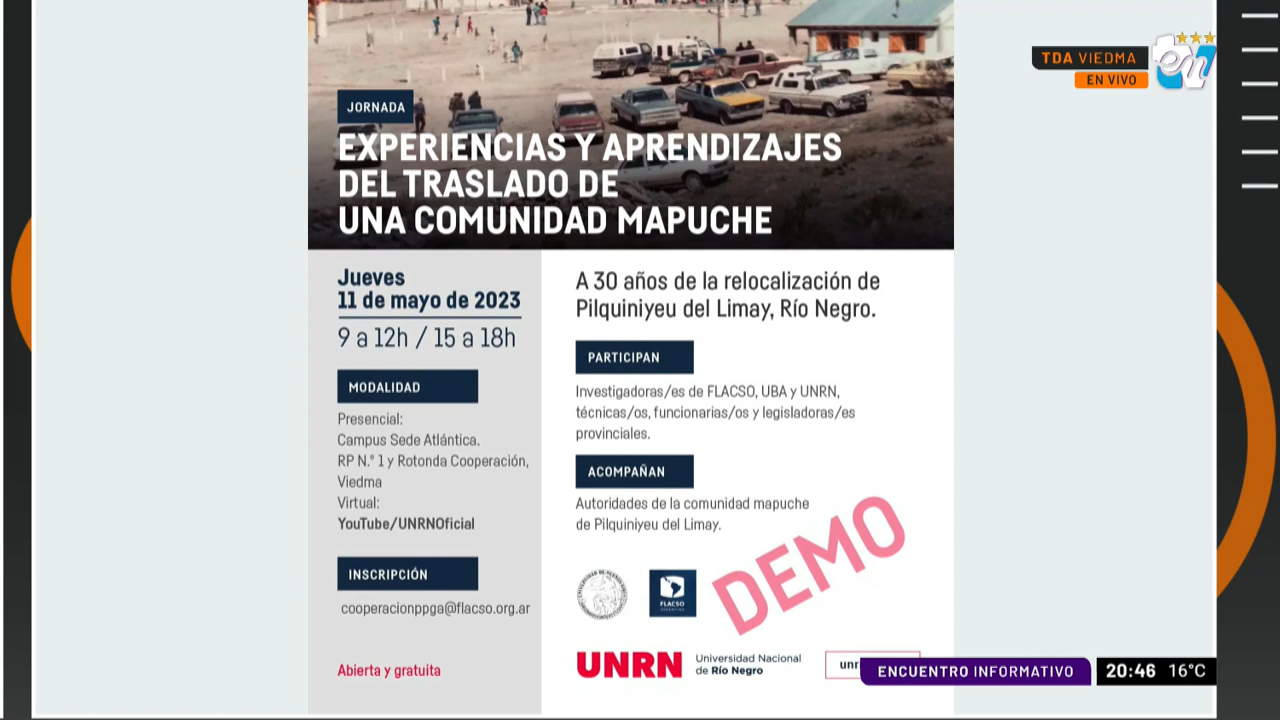 TDA VIEDMA
EN VIVO
JORNADA
EXPERIENCIAS Y APRENDIZAJES
DEL TRASLADO DE
UNA COMUNIDAD MAPUCHE
Jueves
11 de mayo de 2023
9 a 12h / 15 a 18h
MODALIDAD
Presencial:
Campus Sede Atlántica.
RP N.° 1 y Rotonda Cooperación,
Viedma
Virtual:
YouTube/UNRNOficial
INSCRIPCIÓN
cooperacionppga@flacso.org.ar
Abierta y gratuita
A 30 años de la relocalización de
Pilquiniyeu del Limay, Río Negro.
PARTICIPAN
Investigadoras/es de FLACSO, UBA y UNRN,
técnicas/os, funcionarias/os y legisladoras/es
provinciales.
ACOMPAÑAN
Autoridades de la comunidad mapuche
de Pilquiniyeu del Limay.
FLACSO
ARGENTINA
DEMO
UNRN
Universidad Nacional
de Río Negro
unr
ENCUENTRO INFORMATIVO
20:46 16°C